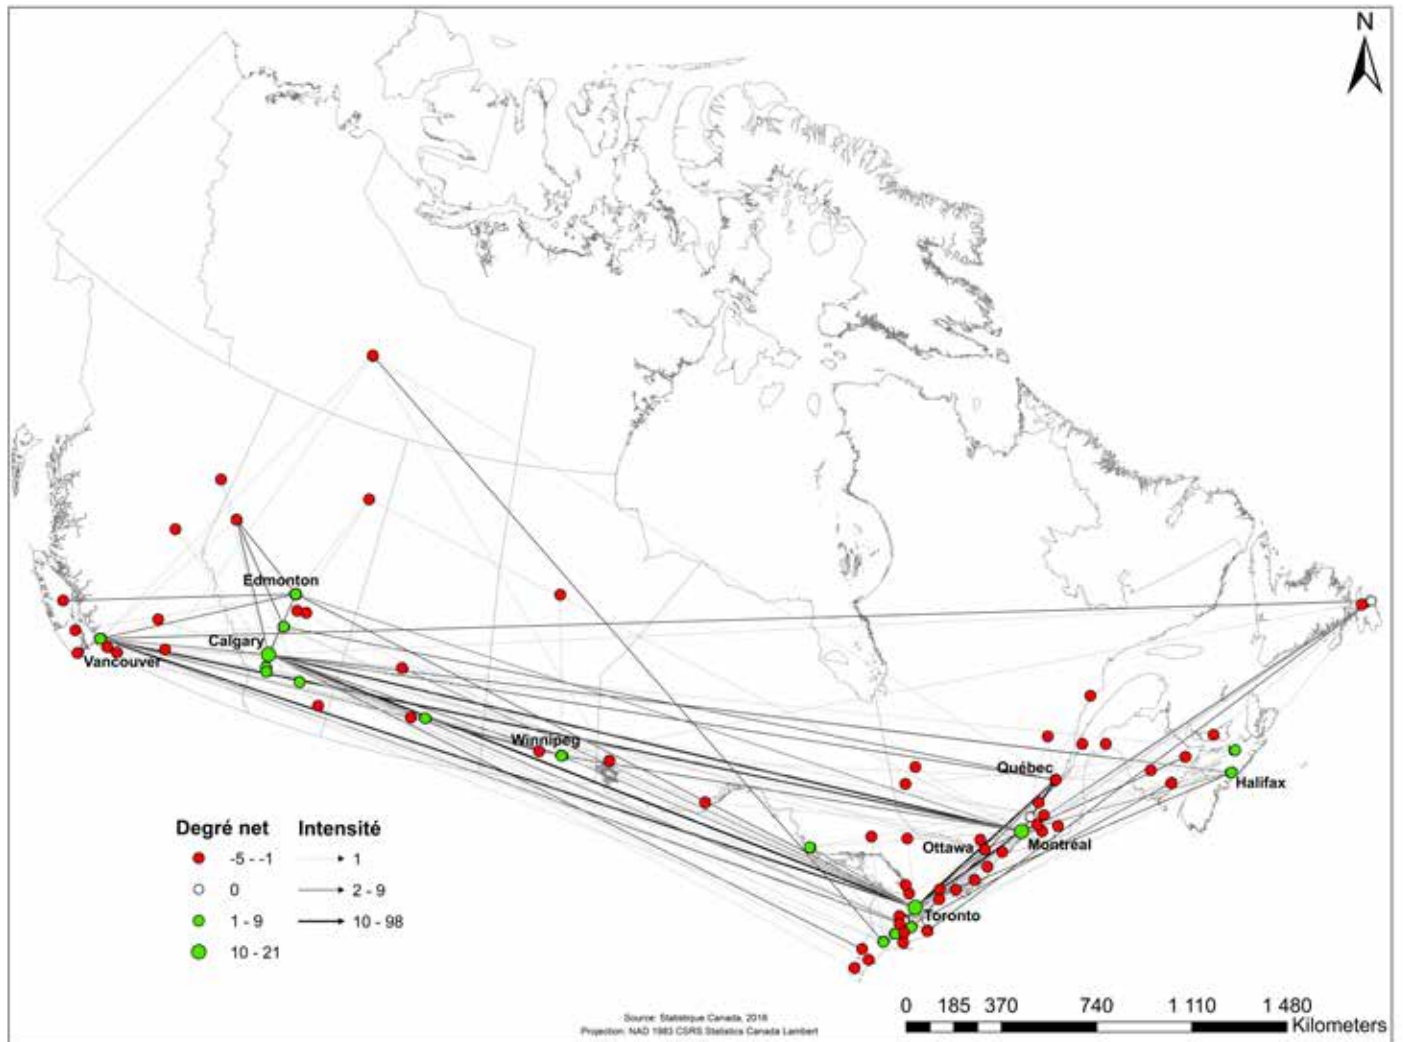 N
Edmonton
Calgary
Vancouver
Winnipeg
Québec
Halifax
Ottawa
Montréal
Toronto
Degré net Intensité
-5 - -1 1
0 2 - 9
1 - 9 10 - 98
10 - 21
0 185 370 740 1 110 1 480
Kilometers
Source: Statistique Canada, 2016
Projection: NAD 1983 CSRS Statistics Canada Lambert